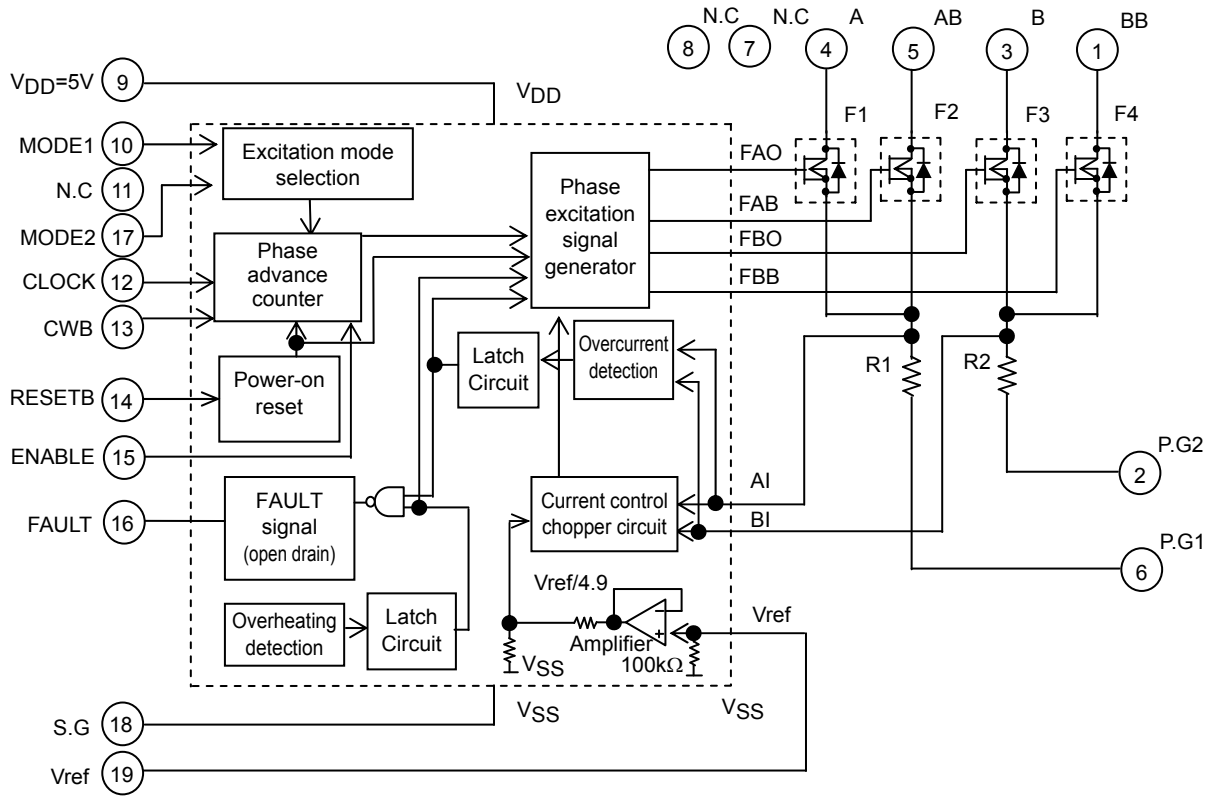 N.C
N.C
A
AB
B
BB
8
7
4
5
3
1
VDD=5V
9
VDD
F1
F2
F3
F4
MODE1
10
Excitation mode
selection
FAO
N.C
11
Phase
excitation
signal
generator
FAB
MODE2
17
Phase
advance
counter
FBO
CLOCK
12
FBB
CWB
13
Latch
Circuit
Overcurrent
detection
R1
R2
RESETB
14
Power-on
reset
ENABLE
15
P.G2
2
FAULT
16
FAULT
signal
(open drain)
Current control
chopper circuit
AI
BI
P.G1
6
Vref/4.9
Overheating
detection
Latch
Circuit
Amplifier
Vref
VSS
100kΩ
S.G
18
VSS
VSS
Vref
19